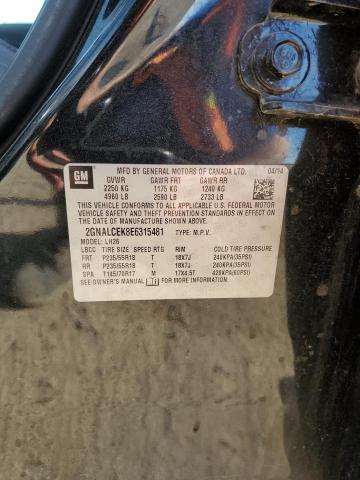 GM
MFD BY GENERAL MOTORS OF CANADA LTD. 04/14
GVWR GAWR FRT GAWR RR
2250 KG 1175 KG 1240 KG
4960 LB 2590 LB 2733 LB
THIS VEHICLE CONFORMS TO
ALL APPLICABLE U.S. FEDERAL MOTOR
VEHICLE SAFETY AND THEFT PREVENTION STANDARDS
IN EFFECT ON THE DATE OF MANUFACTURE SHOWN ABOVE.
2GNALCEK8E6315481 TYPE: M.P.V.
MODEL: LH26
LBCC TIRE SIZE SPEED RTG RIM COLD TIRE PRESSURE
FRT P235/55R18 T 18X7J 240KPA(35PSI)
RR P235/55R18 T 18X7J 240KPA(35PSI)
SPA T145/70R17 M 17X4.5T 420KPA(60PSI)
SEE OWNER'S MANUAL FOR ADDITIONAL INFORMATION.